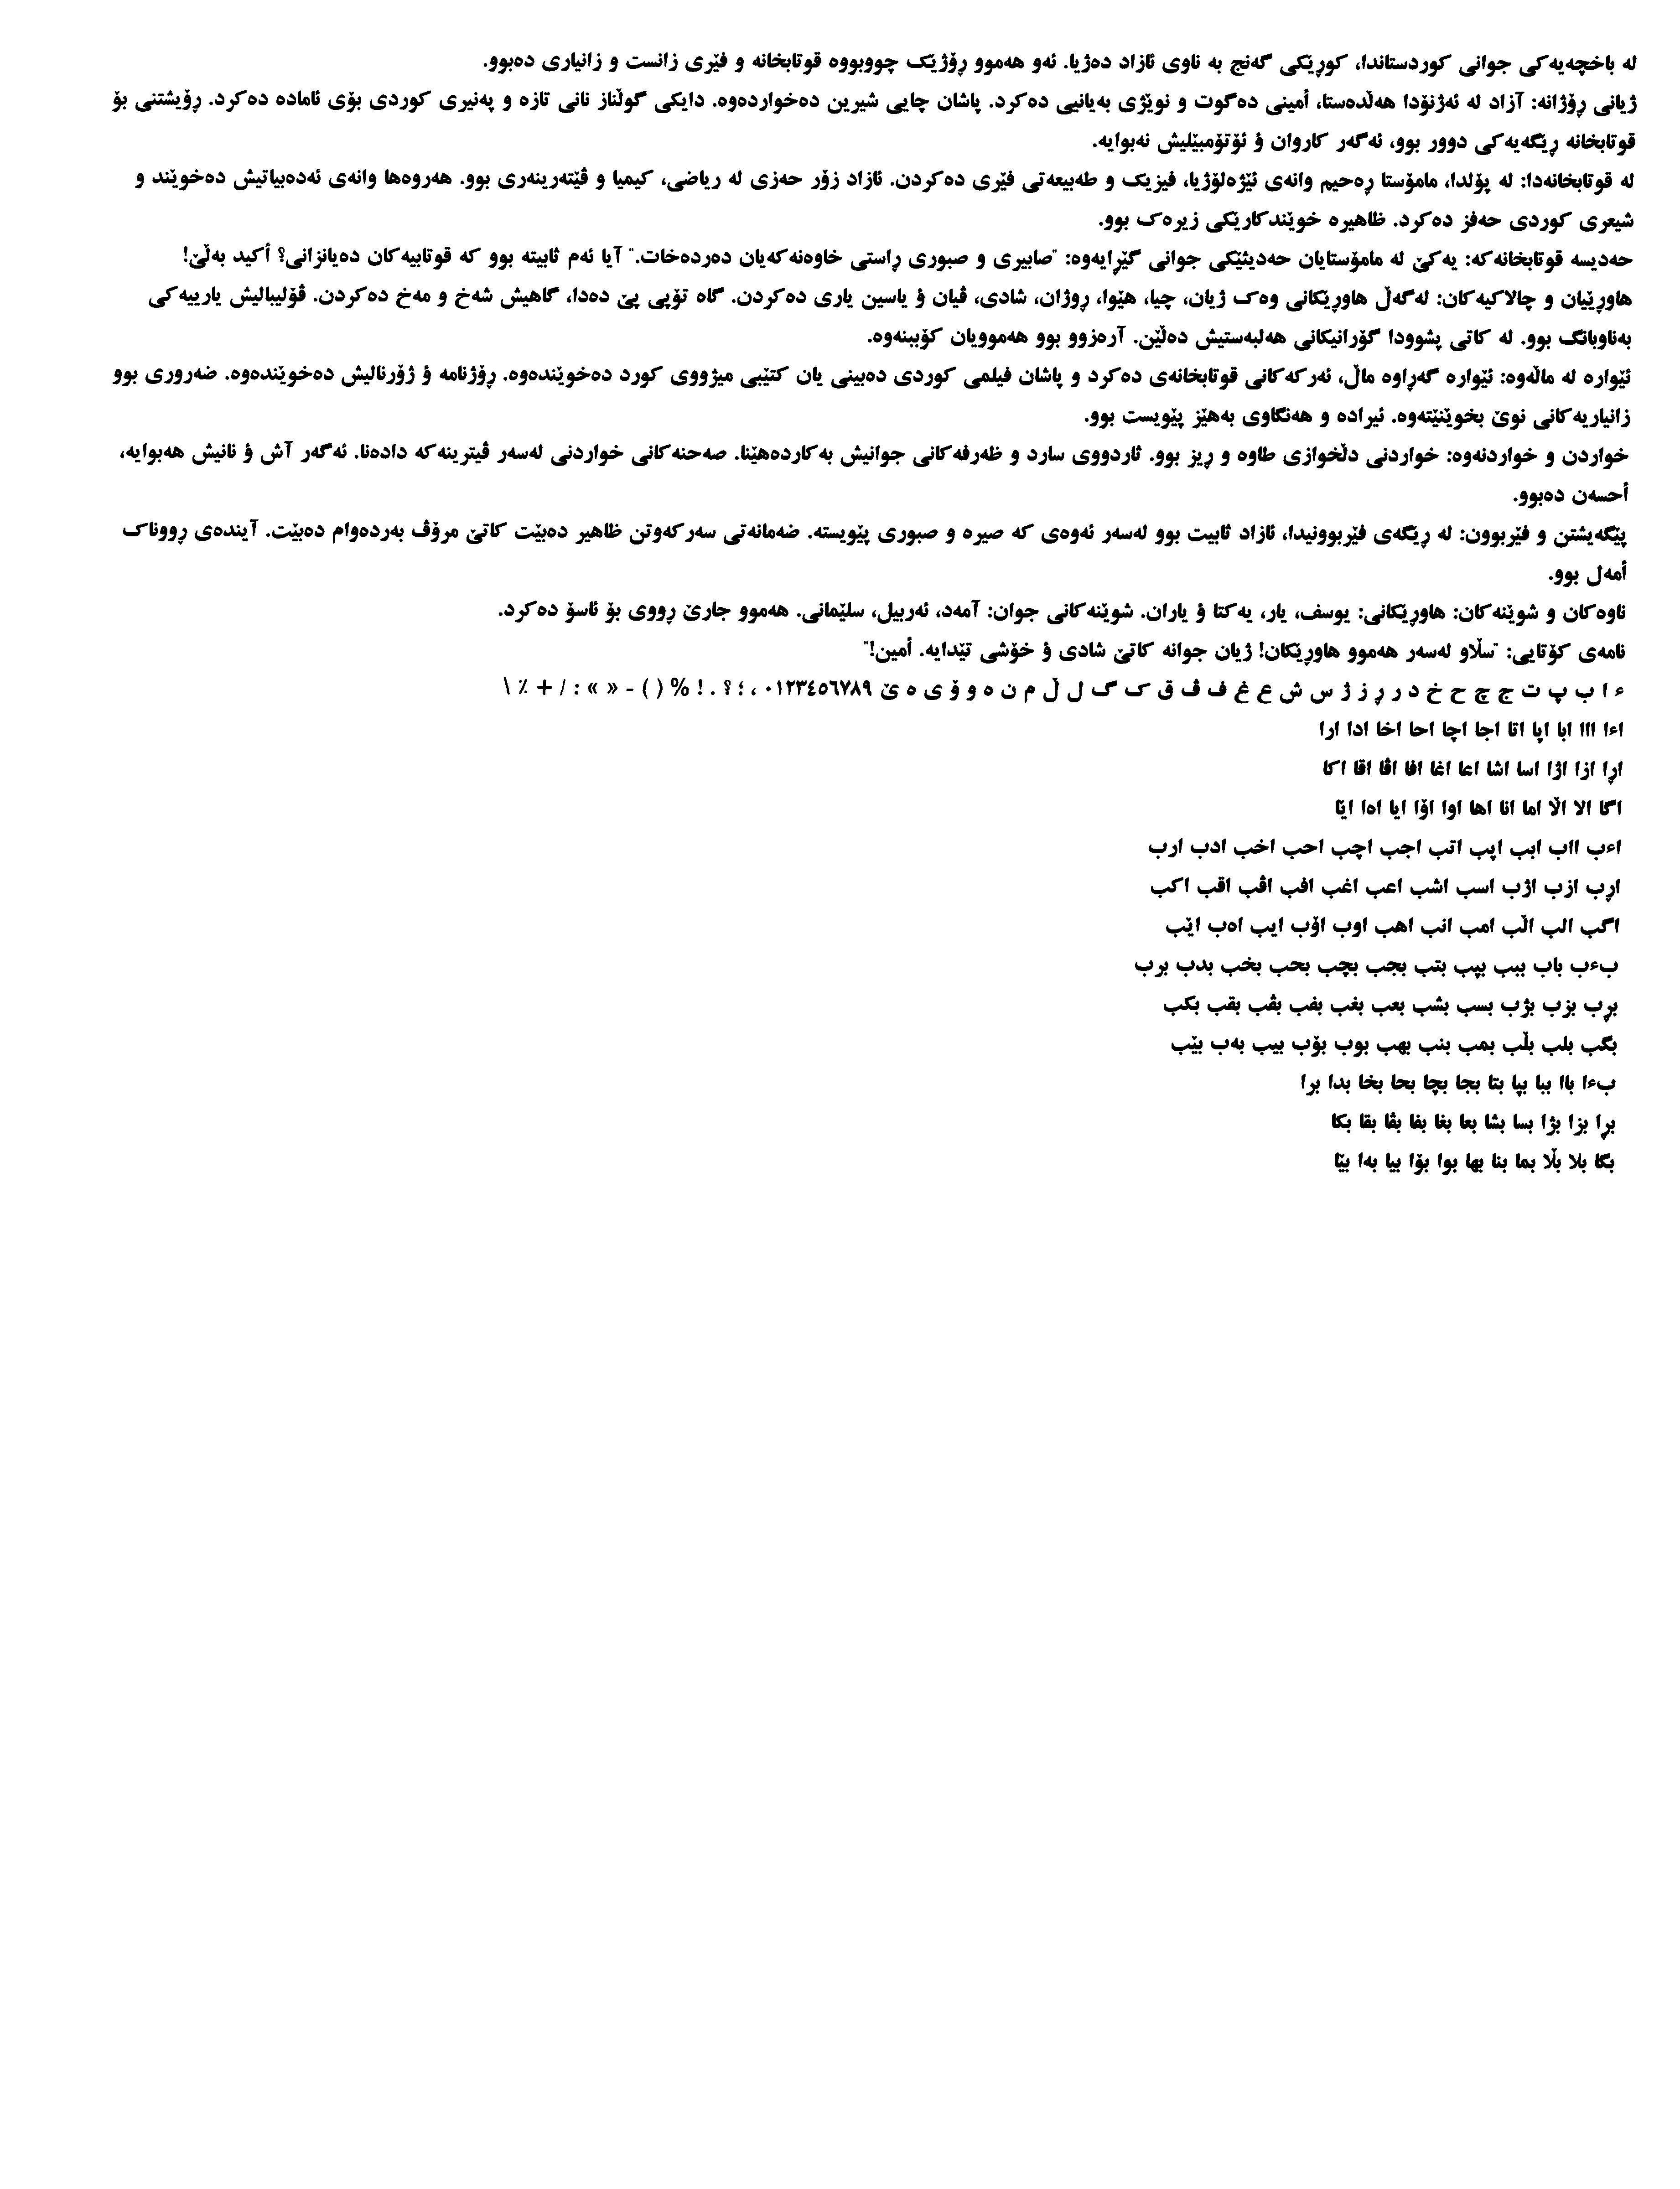 لە باخچەیەکی جوانی کوردستاندا، کوڕێکی گەنج بە ناوی ئازاد دەژیا. ئەو هەموو ڕۆژێک چووبووە قوتابخانە و فێری زانست و زانیاری دەبوو.
ژیانی ڕۆژانە: آزاد لە ئەژنۆدا هەڵدەستا، أمینی دەگوت و نوێژی بەیانیی دەکرد. پاشان چایی شیرین دەخواردەوە. دایکی گوڵناز نانی تازە و پەنیری کوردی بۆی ئامادە دەکرد. ڕۆیشتنی بۆ
قوتابخانە ڕێگەیەکی دوور بوو، ئەگەر کاروان ؤ ئۆتۆمبێلیش نەبوایە.
لە قوتابخانەدا: لە پۆلدا، مامۆستا ڕەحیم وانەی ئێژەلۆژیا، فیزیک و طەبیعەتی فێری دەکردن. ئازاد زۆر حەزی لە ریاضی، کیمیا و ڤێتەرینەری بوو. هەروەها وانەی ئەدەبیاتیش دەخوێند و
شیعری کوردی حەفز دەکرد. ظاهیرە خوێندکارێکی زیرەک بوو.
حەدیسە قوتابخانەکە: یەکێ لە مامۆستایان حەدیثێکی جوانی گێڕایەوە: "صابیری و صبوری ڕاستی خاوەنەکەیان دەردەخات." آیا ئەم ثابیتە بوو کە قوتابیەکان دەیانزانی؟ أکید بەڵێ!
هاوڕێیان و چالاکیەکان: لەگەڵ هاوڕێکانی وەک ژیان، چیا، هێوا، ڕوژان، شادی، ڤیان ؤ یاسین یاری دەکردن. گاە تۆپی پێ دەدا، گاهیش شەخ و مەخ دەکردن. ڤۆلیبالیش یارییەکی
بەناوبانگ بوو. لە کاتی پشوودا گۆرانیکانی هەلبەستیش دەڵێن. آرەزوو بوو هەموویان کۆببنەوە.
ئێوارە لە ماڵەوە: ئێوارە گەڕاوە ماڵ، ئەرکەکانی قوتابخانەی دەکرد و پاشان فیلمی کوردی دەبینی یان کتێبی میژووی کورد دەخوێندەوە. ڕۆژنامە ؤ ژۆرنالیش دەخوێندەوە. ضەروری بوو
زانیاریەکانی نوێ بخوێنێتەوە. ئیرادە و هەنگاوی بەهێز پێویست بوو.
خواردن و خواردنەوە: خواردنی دڵخوازی طاوە و ڕیز بوو. ئاردووی سارد و ظەرفەکانی جوانیش بەکاردەهێنا. صەحنەکانی خواردنی لەسەر ڤیترینەکە دادەنا. ئەگەر آش ؤ نانیش هەبوایە،
أحسەن دەبوو.
پێگەیشتن و فێربوون: لە ڕێگەی فێربوونیدا، ئازاد ثابیت بوو لەسەر ئەوەی کە صیرە و صبوری پێویستە. ضەمانەتی سەرکەوتن ظاهیر دەبێت کاتێ مرۆڤ بەردەوام دەبێت. آیندەی ڕووناک
أمەل بوو.
ناوەکان و شوێنەکان: هاوڕێکانی: یوسف، یار، یەکتا ؤ یاران. شوێنەکانی جوان: آمەد، ئەربیل، سلێمانی. هەموو جارێ ڕووی بۆ ئاسۆ دەکرد.
نامەی کۆتایی: "سڵاو لەسەر هەموو هاوڕێکان! ژیان جوانە کاتێ شادی ؤ خۆشی تێدایە. أمین!"
ء ا ب پ ت ج چ ح خ د ر ڕ ز ژ س ش ع غ ف ڤ ق ک گ ل ڵ م ن ه و ۆ ی ە ێ ٠١٢٣٤٥٦٧٨٩ ، ؛ ؟ . ! % ( ) - « » : / + ٪ \
اءا ااا ابا اپا اتا اجا اچا احا اخا ادا ارا
اڕا ازا اژا اسا اشا اعا اغا افا اڤا اقا اکا
اگا الا اڵا اما انا اها اوا اۆا ایا اەا ایًا
اءب ااب ابب اپب اتب اجب اچب احب اخب ادب ارب
اڕب ازب اژب اسب اشب اعب اغب افب اڤب اقب اکب
اگب الب اڵب امب انب اهب اوب اۆب ایب اەب اێب
بءب باب ببب بپب بتب بجب بچب بحب بخب بدب برب
بڕب بزب بژب بسب بشب بعب بغب بفب بڤب بقب بکب
بگب بلب بڵب بمب بنب بهب بوب بۆب بیب بەب بێب
بءا باا ببا بپا بتا بجا بچا بحا بخا بدا برا
بڕا بزا بژا بسا بشا بعا بغا بفا بڤا بقا بکا
بگا بلا بڵا بما بنا بها بوا بۆا بیا بەا بێا